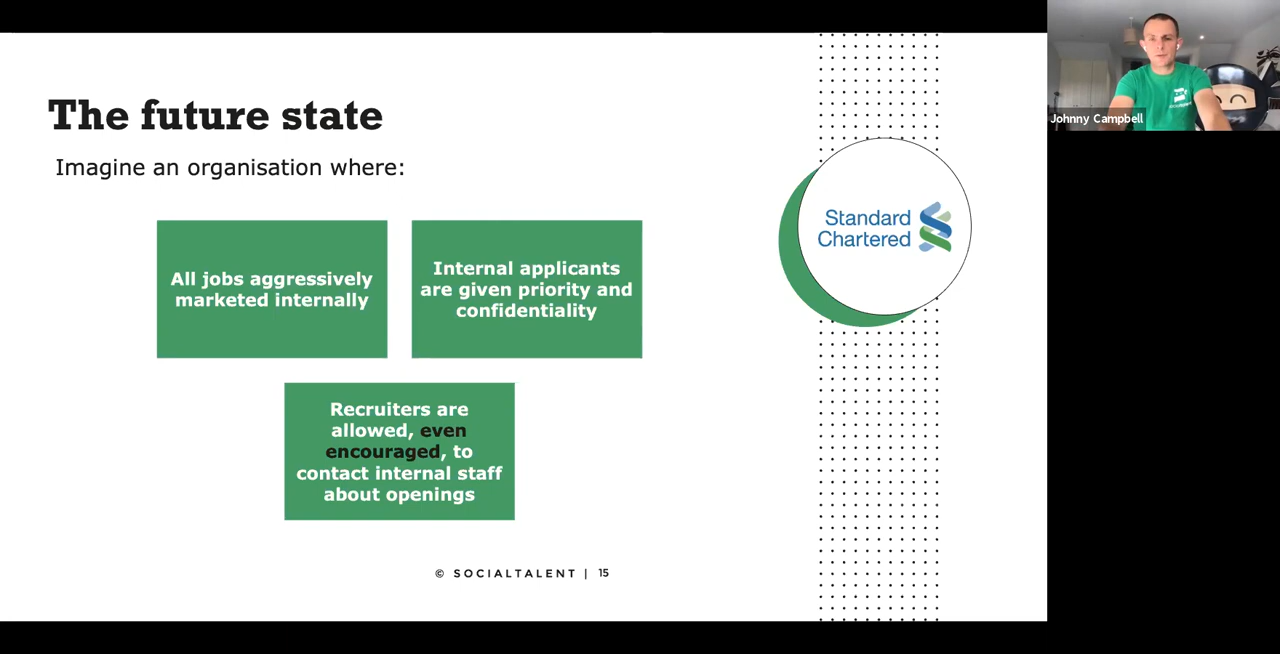 The future state
Imagine an organisation where:
All jobs aggressively
marketed internally
Internal applicants
are given priority and
confidentiality
Recruiters are
allowed, even
encouraged, to
contact internal staff
about openings
Standard
Chartered
© SOCIALTALENT | 15
Johnny Campbell